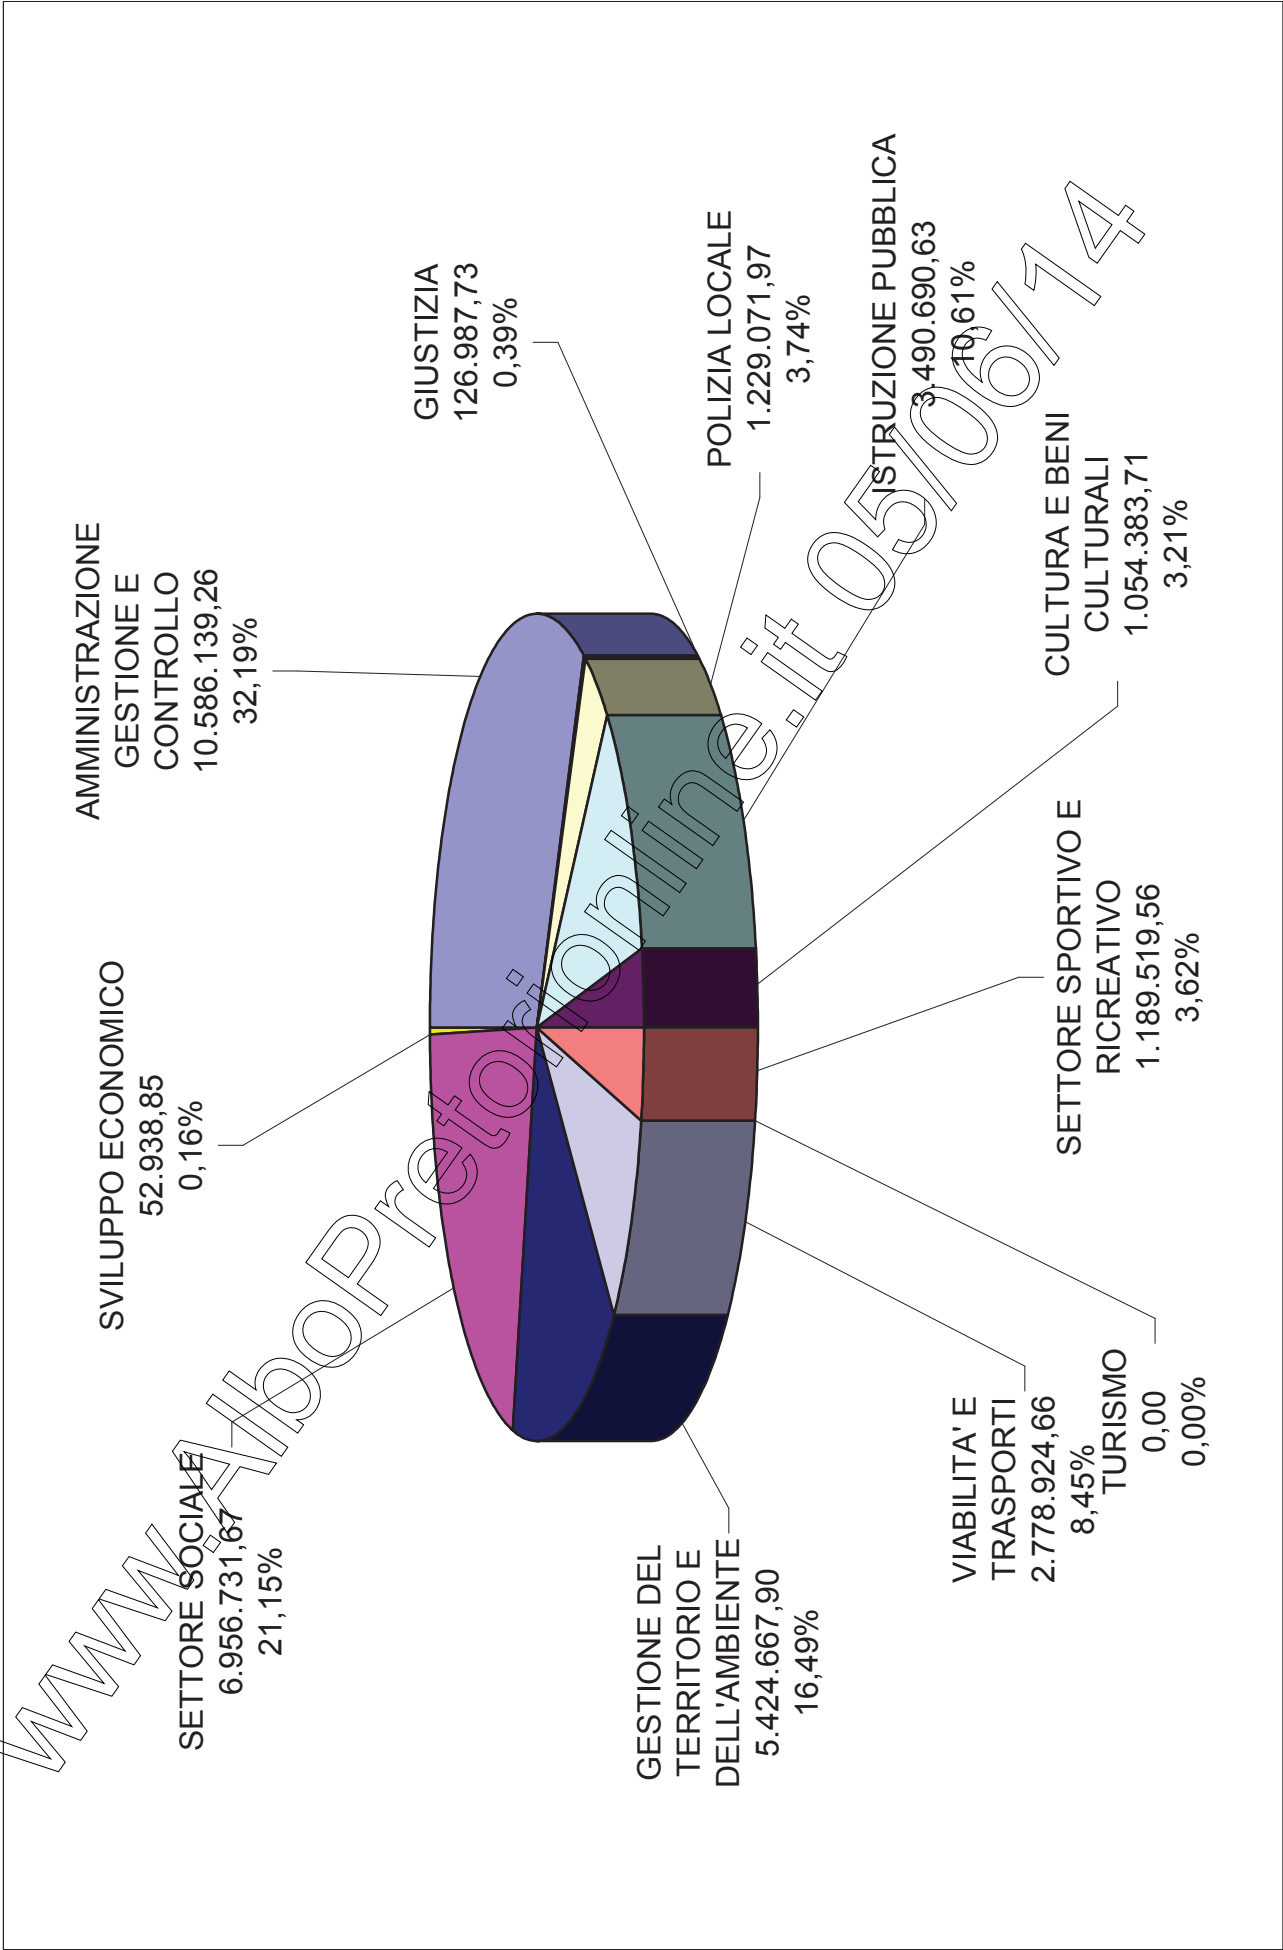 SVILUPPO ECONOMICO
52.938,85
0,16%
AMMINISTRAZIONE
GESTIONE E
CONTROLLO
10.586.139,26
32,19%
GIUSTIZIA
126.987,73
0,39%
POLIZIA LOCALE
1.229.071,97
3,74%
ISTRUZIONE PUBBLICA
3.490.690,63
10,61%
CULTURA E BENI
CULTURALI
1.054.383,71
3,21%
SETTORE SPORTIVO E
RICREATIVO
1.189.519,56
3,62%
TURISMO
0,00
0,00%
VIABILITA' E
TRASPORTI
2.778.924,66
8,45%
GESTIONE DEL
TERRITORIO E
DELL'AMBIENTE
5.424.667,90
16,49%
SETTORE SOCIALE
6.956.731,67
21,15%
www.AlboPretorionline.it 05/06/14